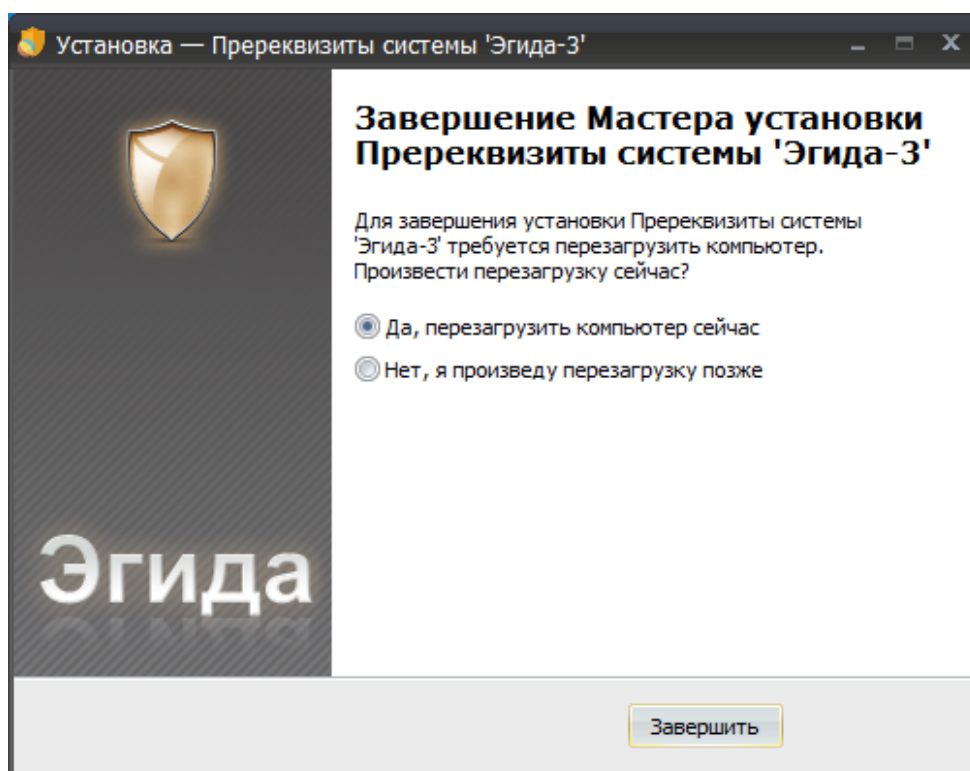 Установка — Пререквизиты системы 'Эгида-3'
Завершение Мастера установки
Пререквизиты системы 'Эгида-3'
Для завершения установки Пререквизиты системы
'Эгида-3' требуется перезагрузить компьютер.
Произвести перезагрузку сейчас?
Да, перезагрузить компьютер сейчас
Нет, я произведу перезагрузку позже
Эгида
Завершить